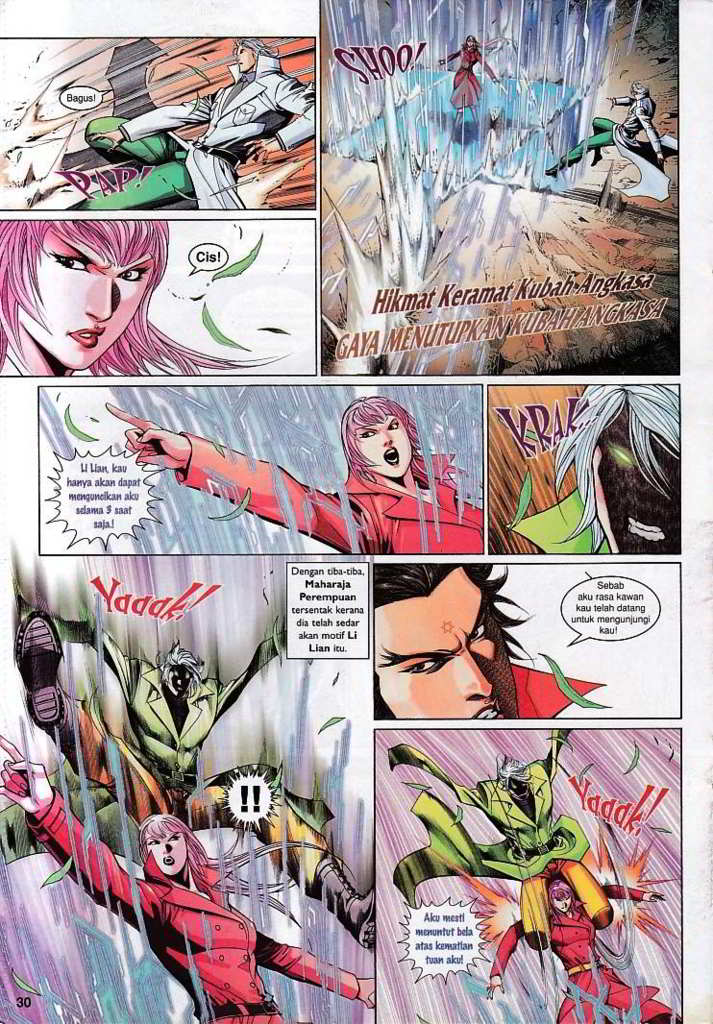 Bagus!
PAP!
SHOO!
Hikmat Keramat Kubah Angkasa
GAYA MENUTUPKAN KUBAH ANGKASA
Cis!
Li Lian, kau
hanya akan dapat
menguncikan aku
selama 3 saat
saja!
KRAK!
Yaaak!
Dengan tiba-tiba,
Maharaja
Perempuan
tersentak kerana
dia telah sedar
akan motif Li
Lian itu.
Sebab
aku rasa kawan
kau telah datang
untuk mengunjungi
kau!
!!
Yaaak!
Aku mesti
menuntut bela
atas kematian
tuan aku!
30